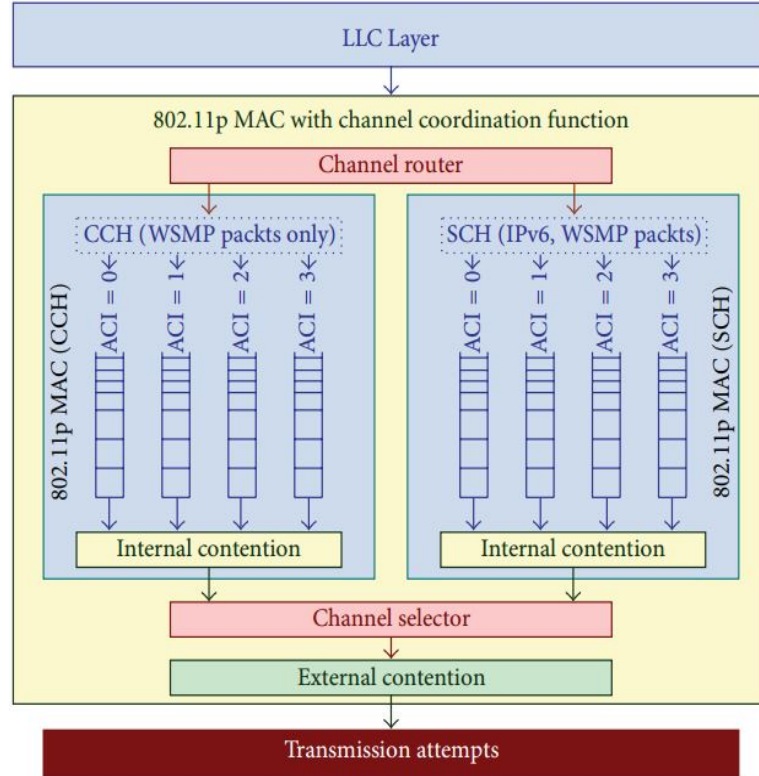 LLC Layer
802.11p MAC with channel coordination function
Channel router
802.11p MAC (CCH)
CCH (WSMP packts only)
ACI = 0
ACI = 1
ACI = 2
ACI = 3
Internal contention
SCH (IPv6, WSMP packts)
ACI = 0
ACI = 1
ACI = 2
ACI = 3
Internal contention
802.11p MAC (SCH)
Channel selector
External contention
Transmission attempts